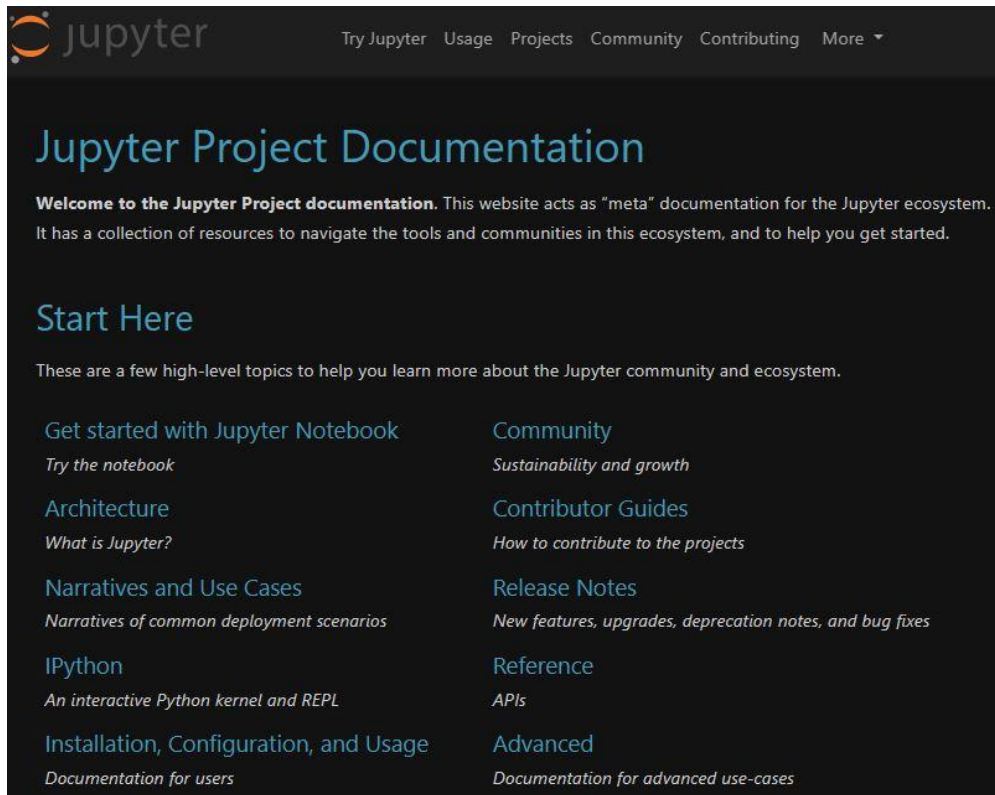 jupyter
Try Jupyter Usage Projects Community Contributing More
Jupyter Project Documentation
Welcome to the Jupyter Project documentation. This website acts as “meta” documentation for the Jupyter ecosystem.
It has a collection of resources to navigate the tools and communities in this ecosystem, and to help you get started.
Start Here
These are a few high-level topics to help you learn more about the Jupyter community and ecosystem.
Get started with Jupyter Notebook
Try the notebook
Architecture
What is Jupyter?
Narratives and Use Cases
Narratives of common deployment scenarios
IPython
An interactive Python kernel and REPL
Installation, Configuration, and Usage
Documentation for users
Community
Sustainability and growth
Contributor Guides
How to contribute to the projects
Release Notes
New features, upgrades, deprecation notes, and bug fixes
Reference
APIs
Advanced
Documentation for advanced use-cases